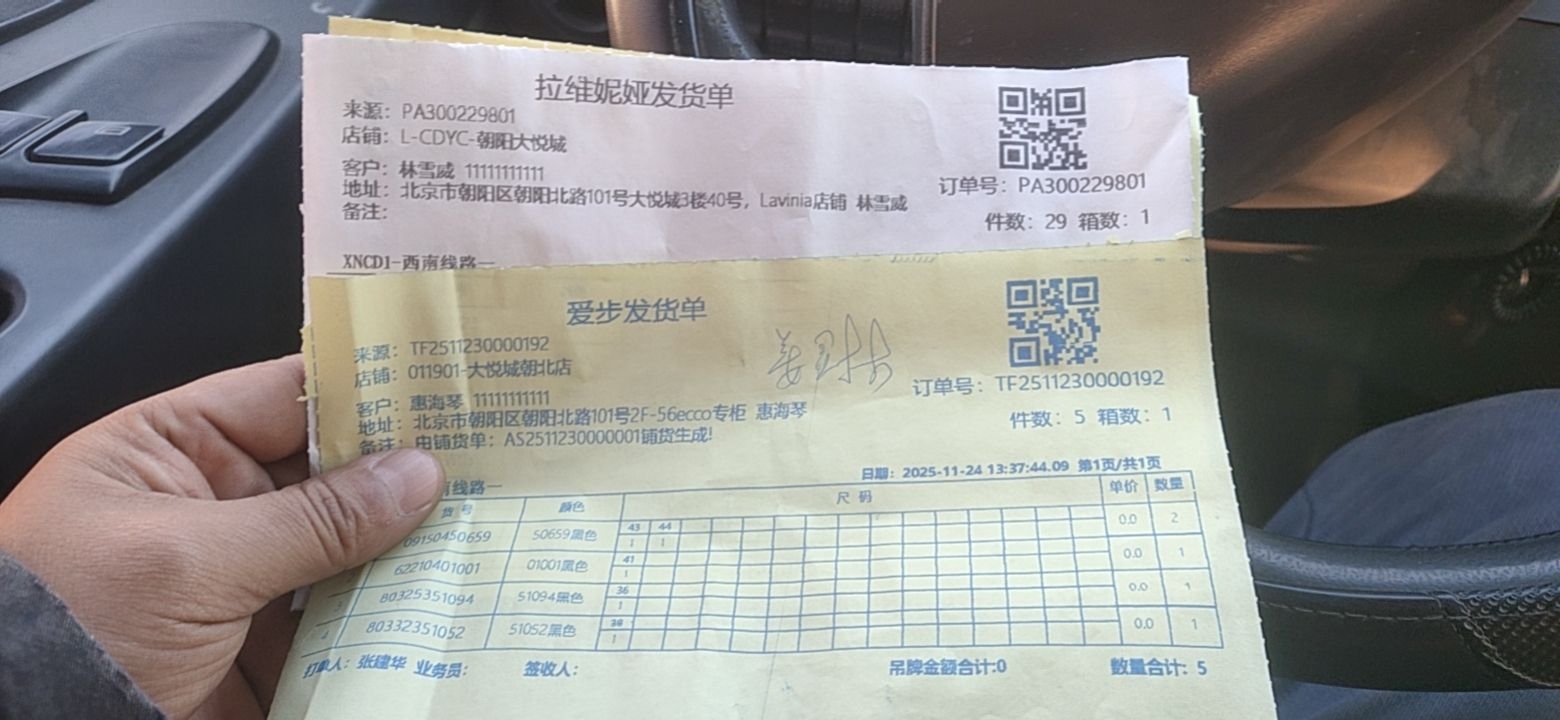 拉维妮娅发货单
来源：PA300229801
店铺：L-CDYC-朝阳大悦城
客户：林雪威 11111111111
地址：北京市朝阳区朝阳北路101号大悦城3楼40号，Lavinia店铺 林雪威
备注：
订单号：PA300229801
件数：29 箱数：1
XNCD1-西南线路一
爱步发货单
来源：TF2511230000192
店铺：011901-大悦城朝北店
客户：惠海琴 11111111111
地址：北京市朝阳区朝阳北路101号2F-56ecco专柜 惠海琴
备注：由铺货单：AS2511230000001铺货生成!
订单号：TF2511230000192
件数：5 箱数：1
南线路一
日期：2025-11-24 13:37:44.09 第1页/共1页
货号 颜色 尺码 单价 数量
09150450659 50659黑色 43 44 0.0 2
1 1
62210401001 01001黑色 41 0.0 1
1
3 80325351094 51094黑色 36 0.0 1
1
4 80332351052 51052黑色 38 0.0 1
1
打单人：张建华 业务员： 签收人： 吊牌金额合计:0 数量合计：5